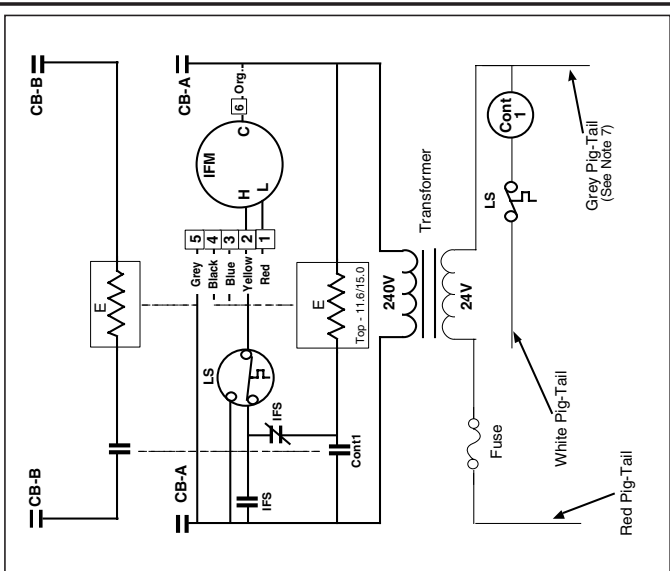 CB-B
CB-B
E
CB-A
CB-A
6
Org.
C
IFM
H
L
5
4
3
2
1
Grey
Black
Blue
Yellow
Red
LS
IFS
IFS
Cont1
E
Top - 11.6/15.0
240V
24V
Transformer
Cont
1
LS
Grey Pig-Tail
(See Note 7)
White Pig-Tail
Fuse
Red Pig-Tail